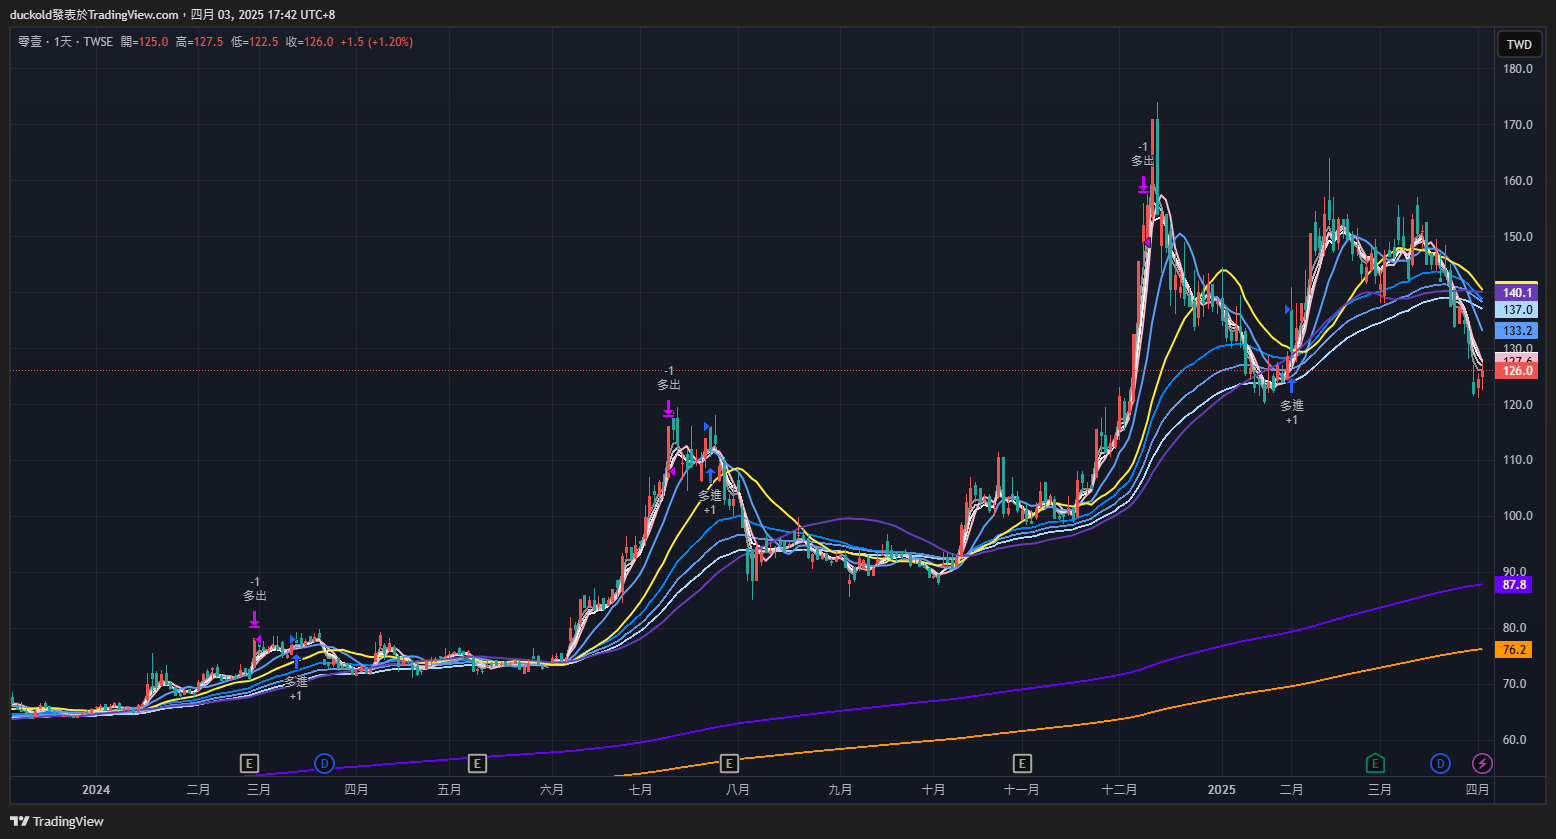 duckold發表於TradingView.com，四月 03, 2025 17:42 UTC+8
零壹 · 1天 · TWSE 開=125.0 高=127.5 低=122.5 收=126.0 +1.5 (+1.20%)
TWD
180.0
170.0
-1
多出
160.0
150.0
140.1
137.0
133.2
130.0
127.6
126.0
-1
多出
120.0
多進
+1
110.0
多進
+1
100.0
90.0
87.8
-1
多出
80.0
76.2
70.0
多進
+1
60.0
E D E E E E D
2024 二月 三月 四月 五月 六月 七月 八月 九月 十月 十一月 十二月 2025 二月 三月 四月
TradingView